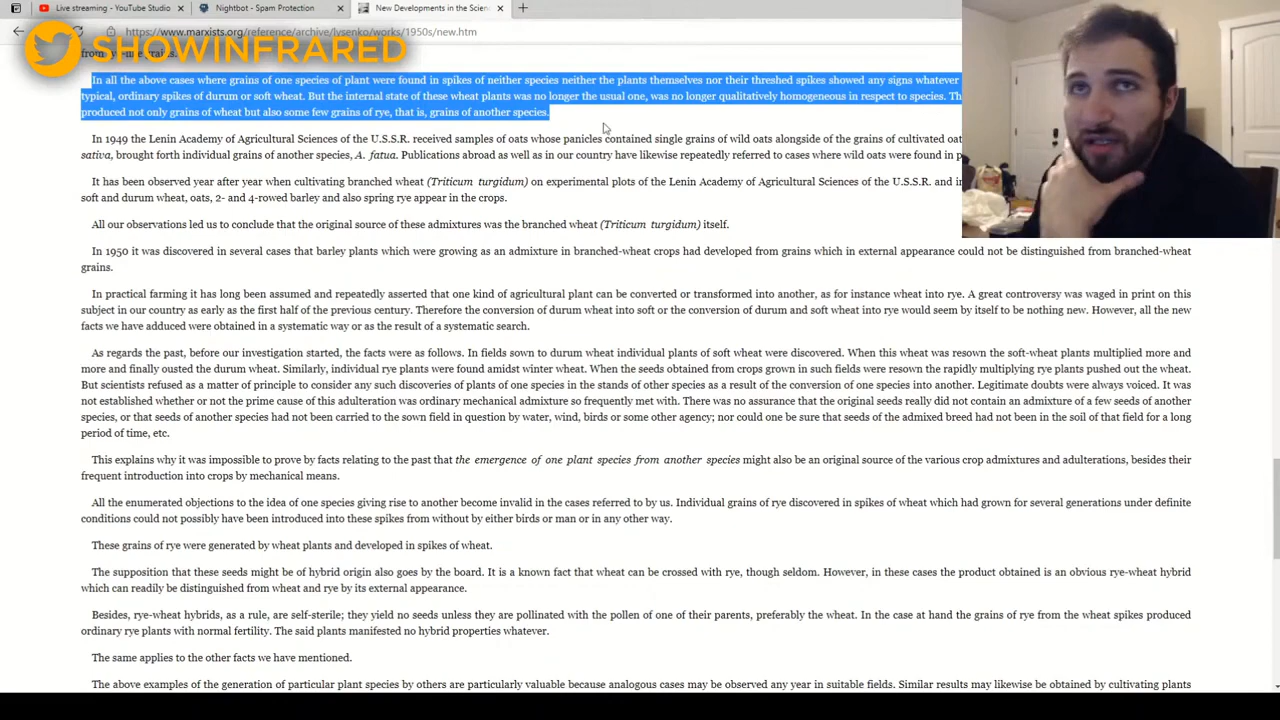 Live streaming - YouTube Studio
Nightbot - Spam Protection
New Developments in the Scien
https://www.marxists.org/reference/archive/lysenko/works/1950s/new.htm
SHOWINFRARED
from rye-like grains.
In all the above cases where grains of one species of plant were found in spikes of neither species neither the plants themselves nor their threshed spikes showed any signs whatever
typical, ordinary spikes of durum or soft wheat. But the internal state of these wheat plants was no longer the usual one, was no longer qualitatively homogeneous in respect to species. Th
produced not only grains of wheat but also some few grains of rye, that is, grains of another species.
In 1949 the Lenin Academy of Agricultural Sciences of the U.S.S.R. received samples of oats whose panicles contained single grains of wild oats alongside of the grains of cultivated oat
sativa, brought forth individual grains of another species, A. fatua. Publications abroad as well as in our country have likewise repeatedly referred to cases where wild oats were found in p
It has been observed year after year when cultivating branched wheat (Triticum turgidum) on experimental plots of the Lenin Academy of Agricultural Sciences of the U.S.S.R. and in
soft and durum wheat, oats, 2- and 4-rowed barley and also spring rye appear in the crops.
All our observations led us to conclude that the original source of these admixtures was the branched wheat (Triticum turgidum) itself.
In 1950 it was discovered in several cases that barley plants which were growing as an admixture in branched-wheat crops had developed from grains which in external appearance could not be distinguished from branched-wheat
grains.
In practical farming it has long been assumed and repeatedly asserted that one kind of agricultural plant can be converted or transformed into another, as for instance wheat into rye. A great controversy was waged in print on this
subject in our country as early as the first half of the previous century. Therefore the conversion of durum wheat into soft or the conversion of durum and soft wheat into rye would seem by itself to be nothing new. However, all the new
facts we have adduced were obtained in a systematic way or as the result of a systematic search.
As regards the past, before our investigation started, the facts were as follows. In fields sown to durum wheat individual plants of soft wheat were discovered. When this wheat was resown the soft-wheat plants multiplied more and
more and finally ousted the durum wheat. Similarly, individual rye plants were found amidst winter wheat. When the seeds obtained from crops grown in such fields were resown the rapidly multiplying rye plants pushed out the wheat.
But scientists refused as a matter of principle to consider any such discoveries of plants of one species in the stands of other species as a result of the conversion of one species into another. Legitimate doubts were always voiced. It was
not established whether or not the prime cause of this adulteration was ordinary mechanical admixture so frequently met with. There was no assurance that the original seeds really did not contain an admixture of a few seeds of another
species, or that seeds of another species had not been carried to the sown field in question by water, wind, birds or some other agency; nor could one be sure that seeds of the admixed breed had not been in the soil of that field for a long
period of time, etc.
This explains why it was impossible to prove by facts relating to the past that the emergence of one plant species from another species might also be an original source of the various crop admixtures and adulterations, besides their
frequent introduction into crops by mechanical means.
All the enumerated objections to the idea of one species giving rise to another become invalid in the cases referred to by us. Individual grains of rye discovered in spikes of wheat which had grown for several generations under definite
conditions could not possibly have been introduced into these spikes from without by either birds or man or in any other way.
These grains of rye were generated by wheat plants and developed in spikes of wheat.
The supposition that these seeds might be of hybrid origin also goes by the board. It is a known fact that wheat can be crossed with rye, though seldom. However, in these cases the product obtained is an obvious rye-wheat hybrid
which can readily be distinguished from wheat and rye by its external appearance.
Besides, rye-wheat hybrids, as a rule, are self-sterile; they yield no seeds unless they are pollinated with the pollen of one of their parents, preferably the wheat. In the case at hand the grains of rye from the wheat spikes produced
ordinary rye plants with normal fertility. The said plants manifested no hybrid properties whatever.
The same applies to the other facts we have mentioned.
The above examples of the generation of particular plant species by others are particularly valuable because analogous cases may be observed any year in suitable fields. Similar results may likewise be obtained by cultivating plants